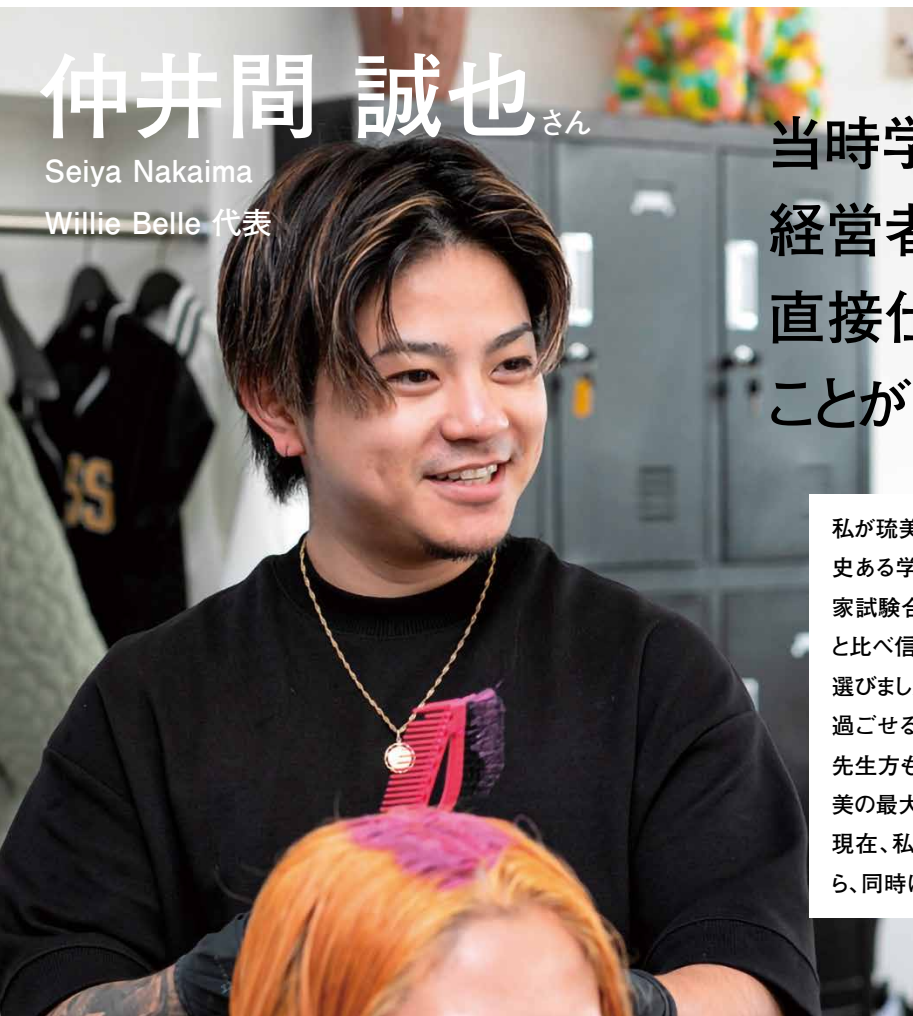 仲井間 誠也さん
Seiya Nakaima
Willie Belle 代表
当時学
経営者
直接仕
ことが
私が琉美
史ある学
家試験合
と比べ信
選びまし
過ごせる
先生方も
美の最大
現在、私
ら、同時に
SS